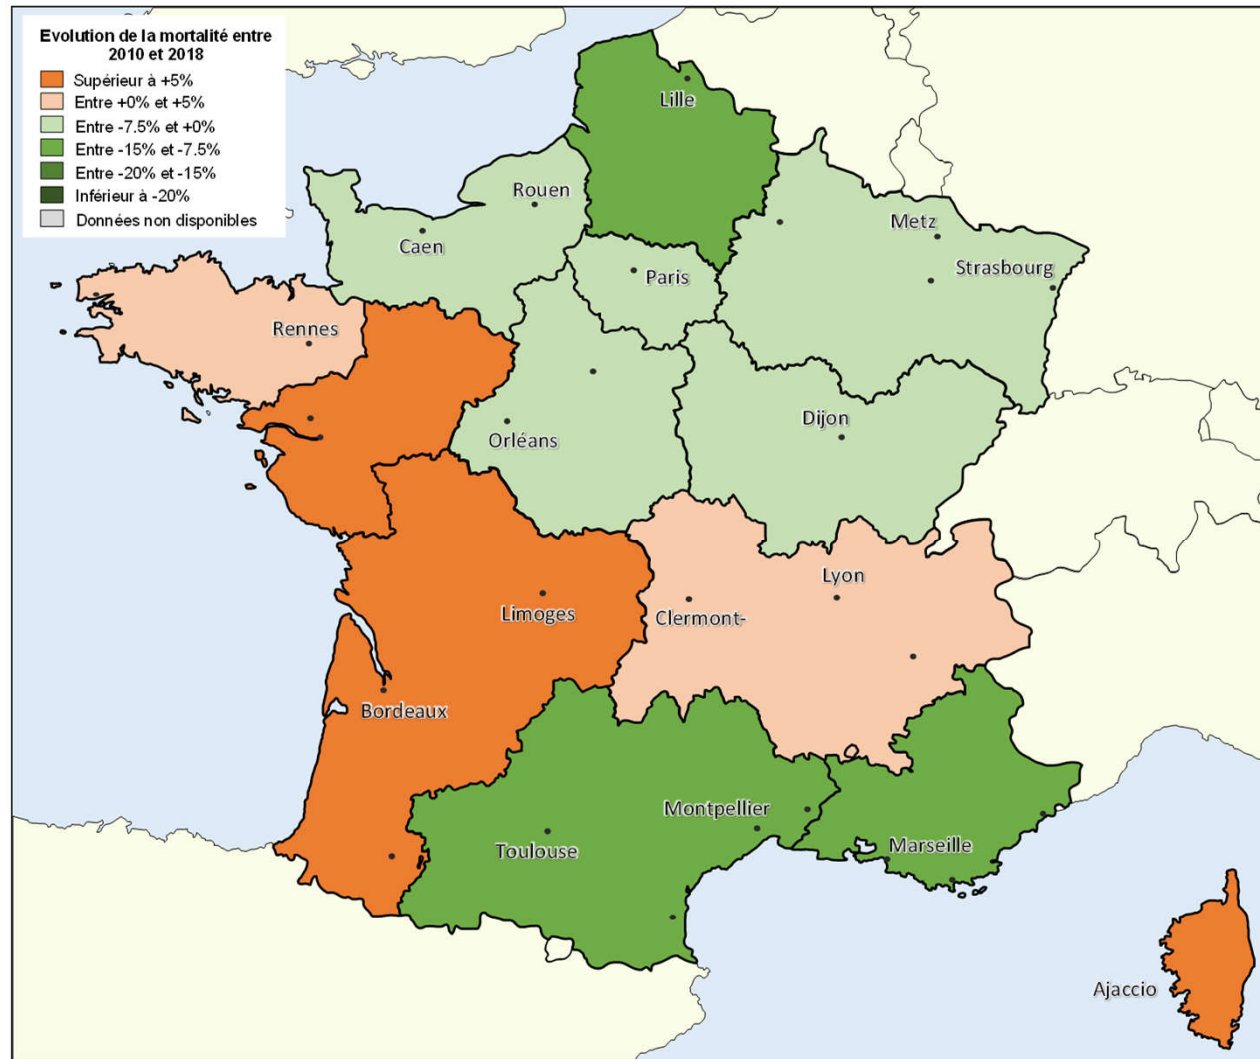 Evolution de la mortalité entre
2010 et 2018
Supérieur à +5%
Entre +0% et +5%
Entre -7.5% et +0%
Entre -15% et -7.5%
Entre -20% et -15%
Inférieur à -20%
Données non disponibles
Lille
Rouen
Caen
Metz
Strasbourg
Paris
Rennes
Dijon
Orléans
Lyon
Limoges
Clermont-
Bordeaux
Montpellier
Toulouse
Marseille
Ajaccio